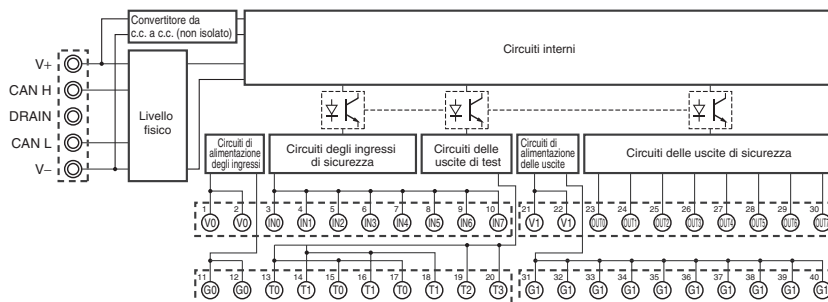 Convertitore da
c.c. a c.c. (non isolato)
Circuiti interni
V+
CAN H
DRAIN
CAN L
V–
Livello
fisico
Circuiti di
alimentazione
degli ingressi
Circuiti degli ingressi
di sicurezza
Circuiti delle
uscite di test
Circuiti di
alimentazione
delle uscite
Circuiti delle uscite di sicurezza
1 2 3 4 5 6 7 8 9 10
V0 V0 IN0 IN1 IN2 IN3 IN4 IN5 IN6 IN7
21 22 23 24 25 26 27 28 29 30
V1 V1 OUT0 OUT1 OUT2 OUT3 OUT4 OUT5 OUT6 OUT7
11 12 13 14 15 16 17 18 19 20
G0 G0 T0 T1 T0 T1 T0 T1 T2 T3
31 32 33 34 35 36 37 38 39 40
G1 G1 G1 G1 G1 G1 G1 G1 G1 G1